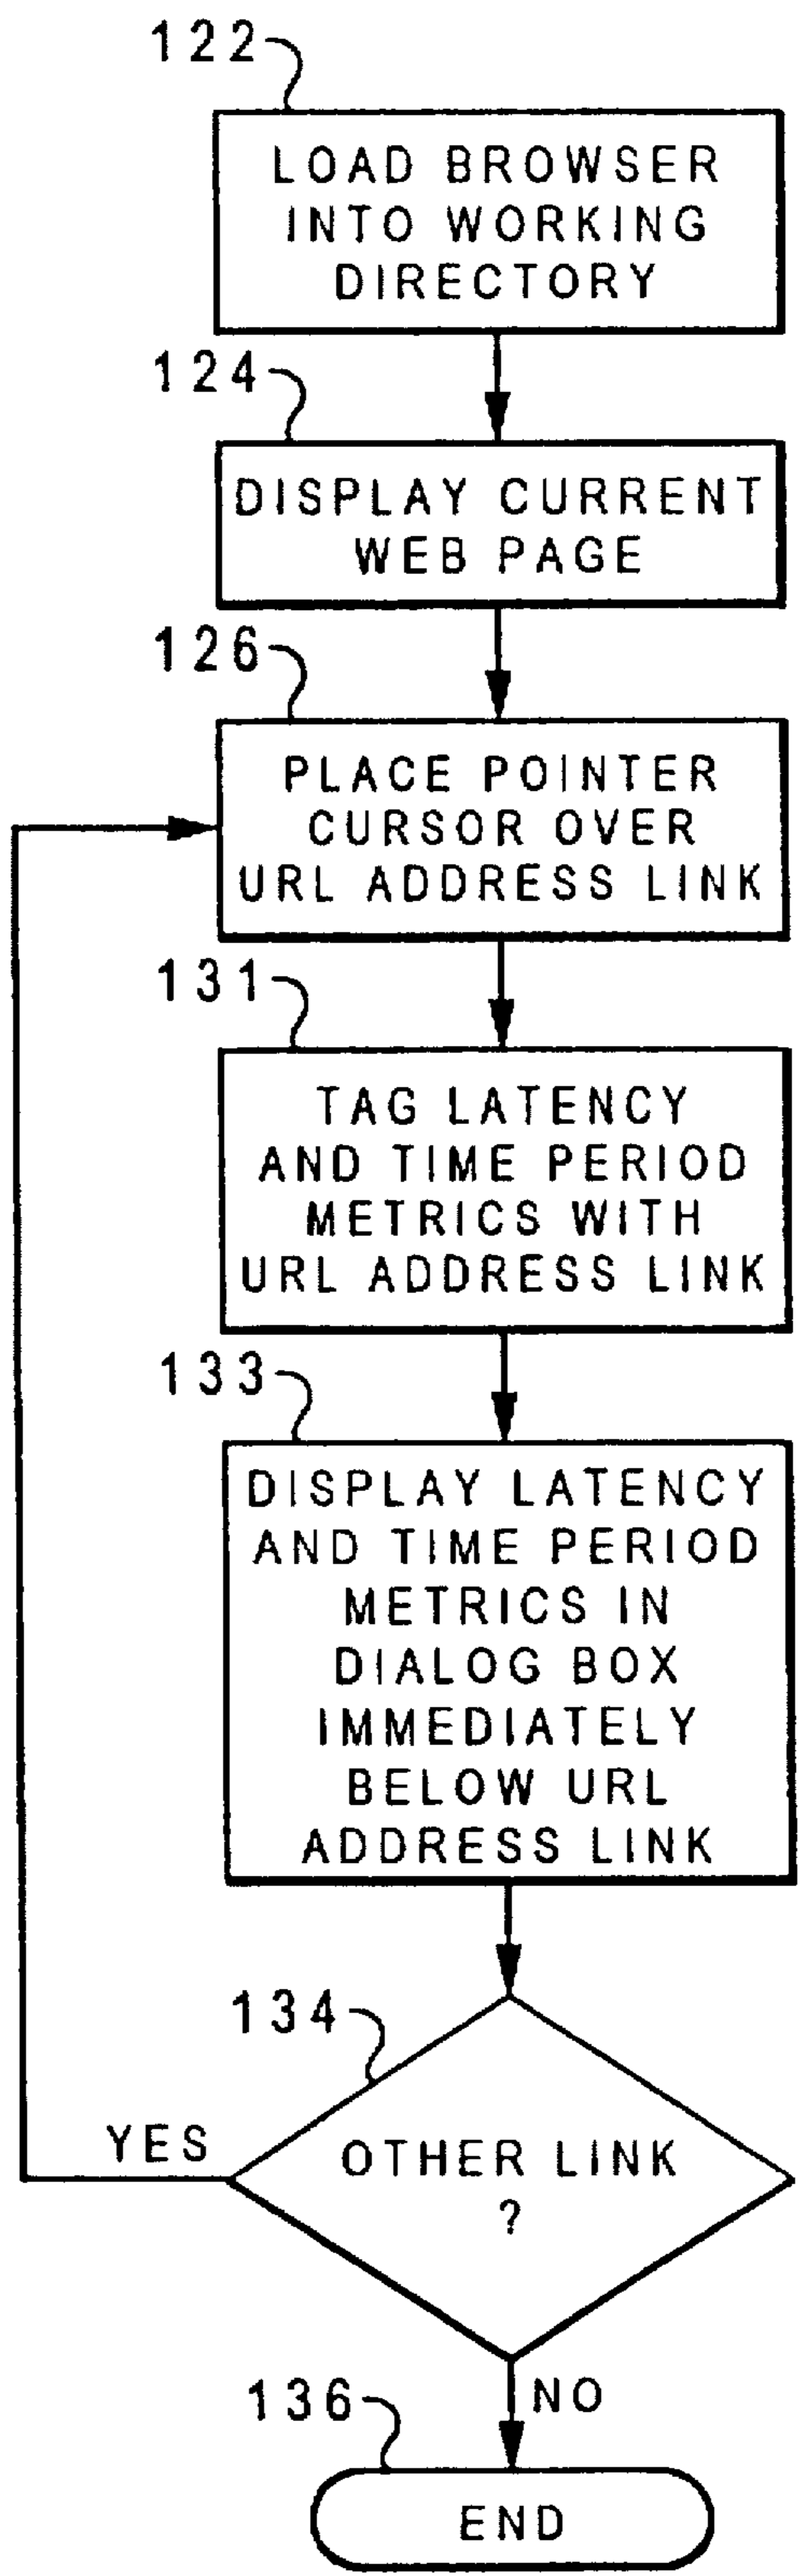 122
LOAD BROWSER
INTO WORKING
DIRECTORY
124
DISPLAY CURRENT
WEB PAGE
126
PLACE POINTER
CURSOR OVER
URL ADDRESS LINK
131
TAG LATENCY
AND TIME PERIOD
METRICS WITH
URL ADDRESS LINK
133
DISPLAY LATENCY
AND TIME PERIOD
METRICS IN
DIALOG BOX
IMMEDIATELY
BELOW URL
ADDRESS LINK
134
YES
OTHER LINK
?
NO
136
END